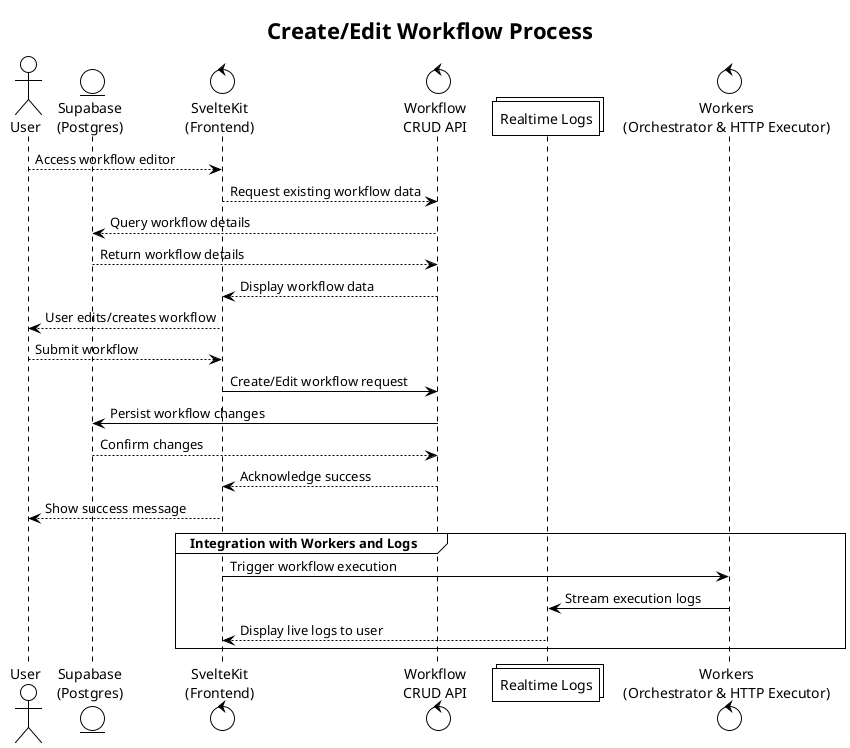 Create/Edit Workflow Process
User
Supabase
(Postgres)
SvelteKit
(Frontend)
Workflow
CRUD API
Realtime Logs
Workers
(Orchestrator & HTTP Executor)
Access workflow editor
Request existing workflow data
Query workflow details
Return workflow details
Display workflow data
User edits/creates workflow
Submit workflow
Create/Edit workflow request
Persist workflow changes
Confirm changes
Acknowledge success
Show success message
Integration with Workers and Logs
Trigger workflow execution
Stream execution logs
Display live logs to user
User
Supabase
(Postgres)
SvelteKit
(Frontend)
Workflow
CRUD API
Realtime Logs
Workers
(Orchestrator & HTTP Executor)